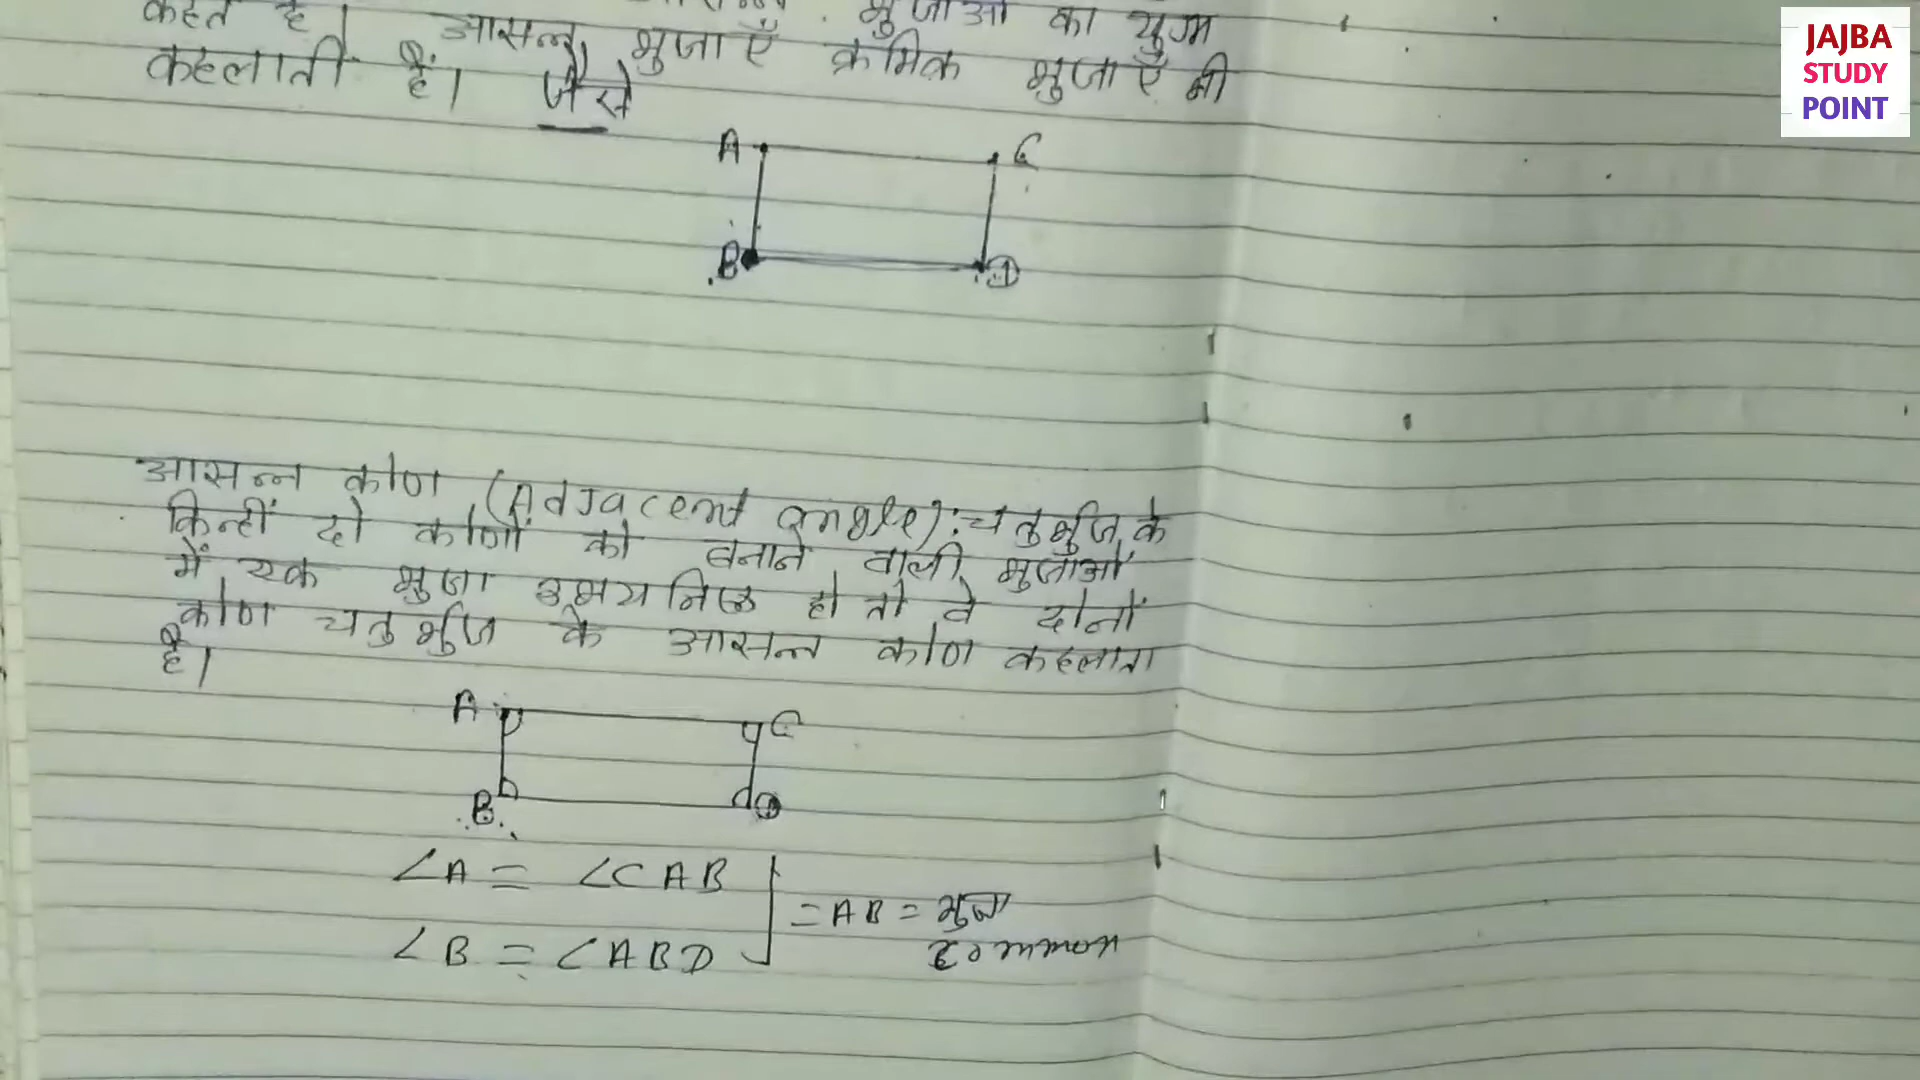 कहते हैं। आसन्न भुजाओं का युग्म
आसन्न भुजाएँ क्रमिक भुजाएँ भी
कहलाती हैं। जैसे
A C
B D
आसन्न कोण (Adjacent angle): चतुर्भुज के
किन्हीं दो कोणों को बनाने वाली भुजाओं
में एक भुजा उभयनिष्ठ हो तो वे दोनों
कोण चतुर्भुज के आसन्न कोण कहलाता
है।
A C
B D
∠A = ∠CAB
= AB = भुजा
common है
∠B = ∠ABD
JAJBA
STUDY
POINT